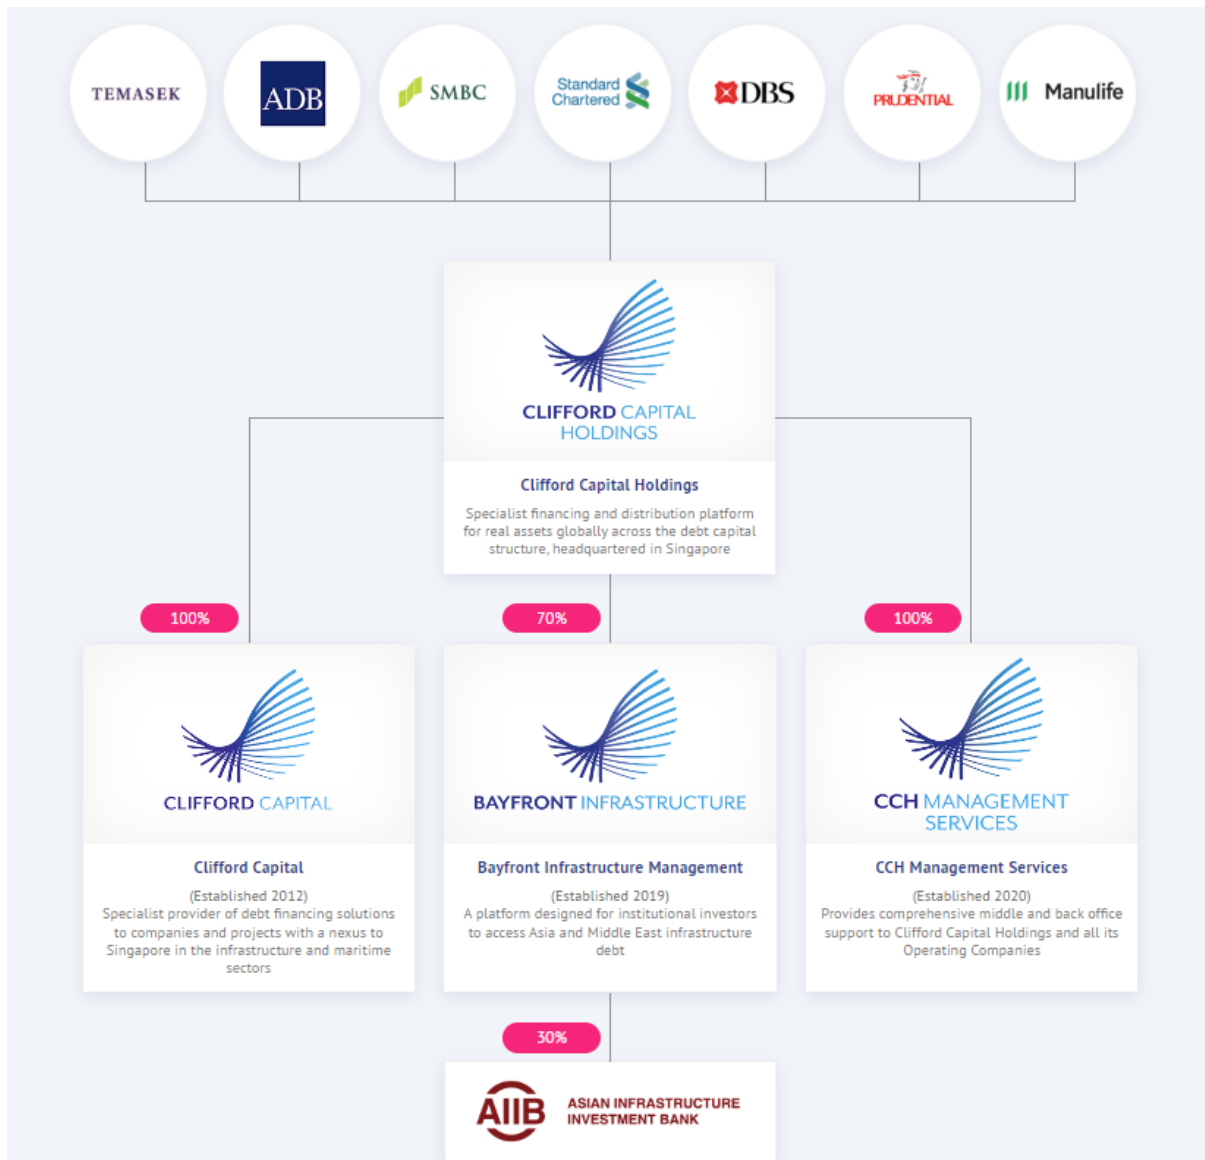 TEMASEK
ADB
SMBC
Standard
Chartered
DBS
PRUDENTIAL
Manulife
CLIFFORD CAPITAL
HOLDINGS
Clifford Capital Holdings
Specialist financing and distribution platform
for real assets globally across the debt capital
structure, headquartered in Singapore
100%
70%
100%
CLIFFORD CAPITAL
Clifford Capital
(Established 2012)
Specialist provider of debt financing solutions
to companies and projects with a nexus to
Singapore in the infrastructure and maritime
sectors
BAYFRONT INFRASTRUCTURE
Bayfront Infrastructure Management
(Established 2019)
A platform designed for institutional investors
to access Asia and Middle East infrastructure
debt
CCH MANAGEMENT
SERVICES
CCH Management Services
(Established 2020)
Provides comprehensive middle and back office
support to Clifford Capital Holdings and all its
Operating Companies
30%
AIIB
ASIAN INFRASTRUCTURE
INVESTMENT BANK